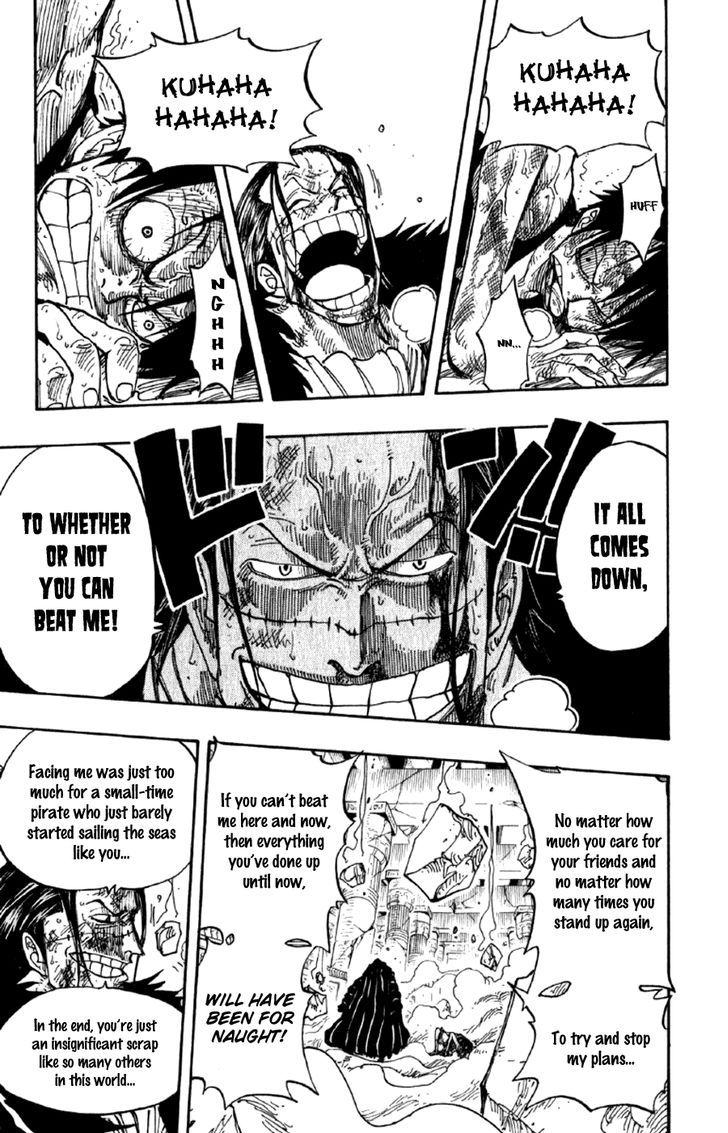 KUHAHA
HAHAHA!
HUFF
NN...
KUHAHA
HAHAHA!
NGHHH
IT ALL
COMES
DOWN,
ドン!!
TO WHETHER
OR NOT
YOU CAN
BEAT ME!
No matter how
much you care for
your friends and
no matter how
many times you
stand up again,
To try and stop
my plans...
If you can't beat
me here and now,
then everything
you've done up
until now,
WILL HAVE
BEEN FOR
NAUGHT!
Facing me was just too
much for a small-time
pirate who just barely
started sailing the seas
like you...
In the end, you're just
an insignificant scrap
like so many others
in this world...